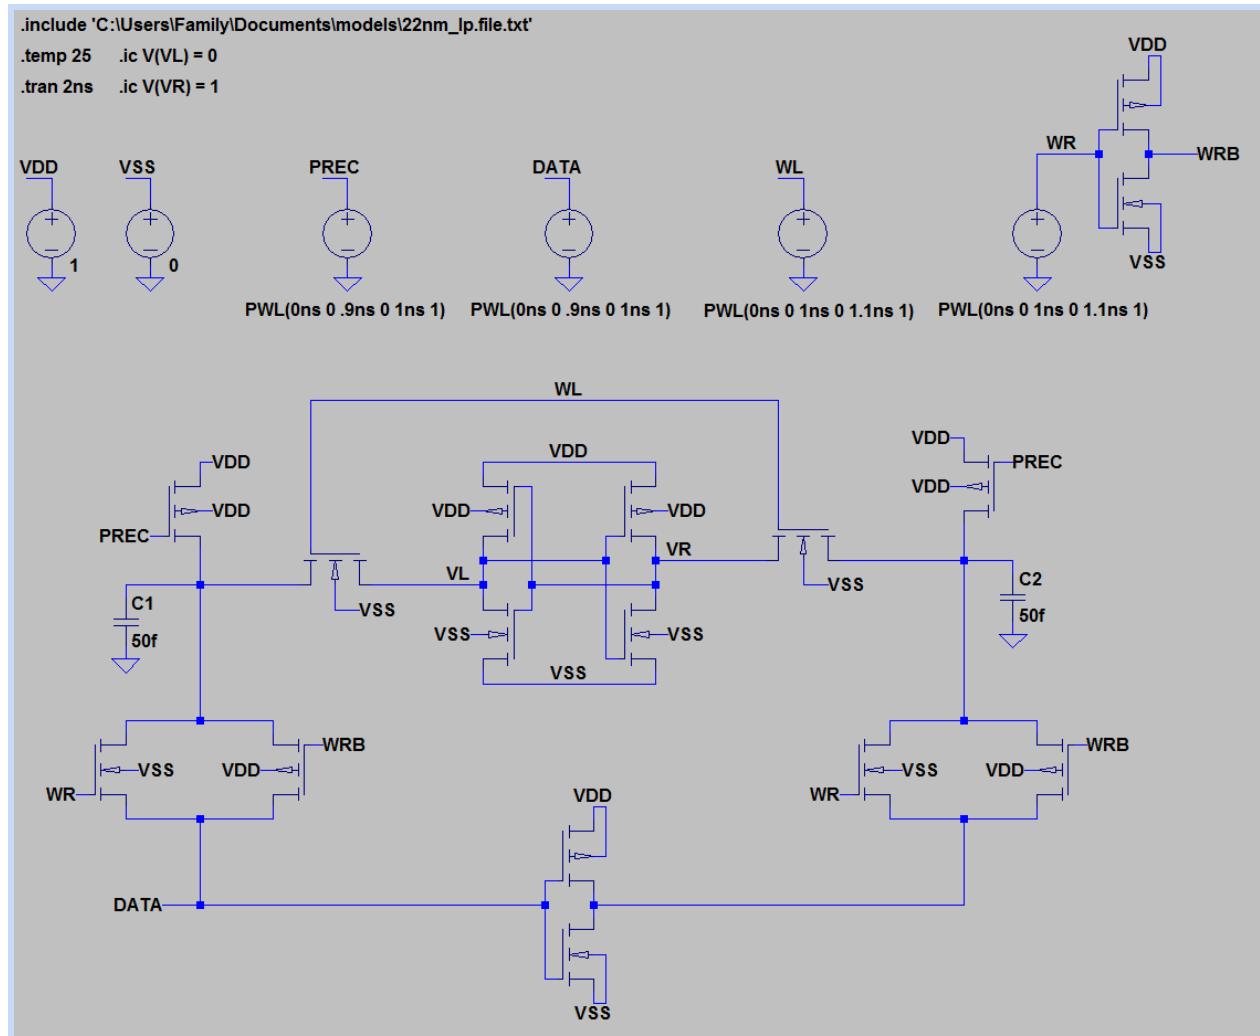 .include 'C:\Users\Family\Documents\models\22nm_lp.file.txt'
.temp 25 .ic V(VL) = 0
.tran 2ns .ic V(VR) = 1
VDD
WR
WRB
VSS
VDD
VSS
PREC
DATA
WL
1
0
PWL(0ns 0 .9ns 0 1ns 1)
PWL(0ns 0 .9ns 0 1ns 1)
PWL(0ns 0 1ns 0 1.1ns 1)
PWL(0ns 0 1ns 0 1.1ns 1)
WL
VDD
VDD
PREC
VDD
VDD
VDD
VL
VR
VDD
VDD
PREC
VSS
VSS
VSS
VSS
VSS
C1
50f
C2
50f
WR
VSS
VDD
WRB
WR
VSS
VDD
WRB
DATA
VDD
VSS